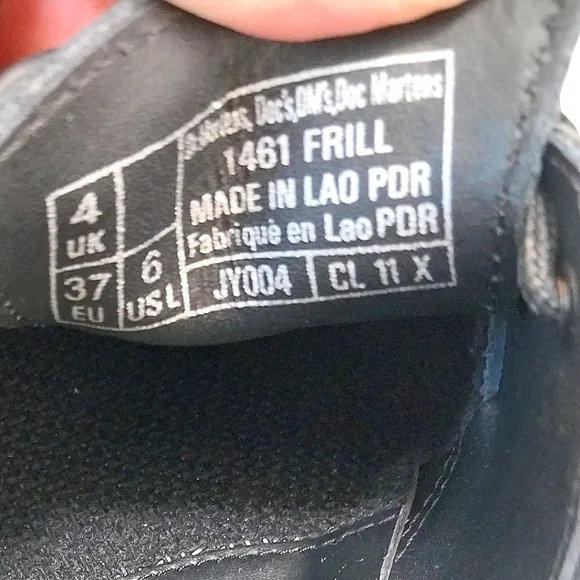 Dr.Martens, Doc's,DM's,Doc Martens
1461 FRILL
MADE IN LAO PDR
Fabriqué en Lao PDR
4
UK
37
EU
6
US L
JY004
CL 11 X